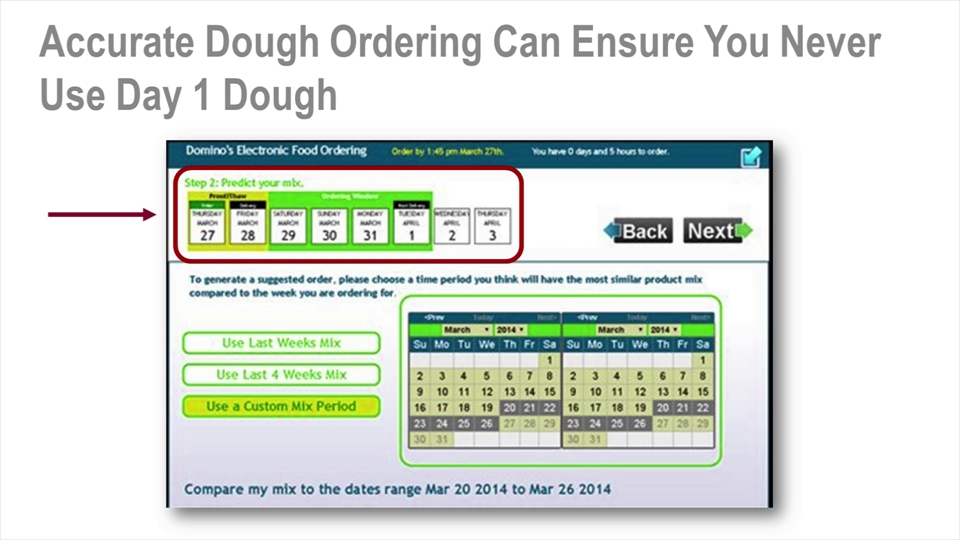 Accurate Dough Ordering Can Ensure You Never
Use Day 1 Dough
Domino's Electronic Food Ordering Order by 1:45 pm March 27th. You have 0 days and 5 hours to order.
Step 2: Predict your mix.
Proof/Thaw Ordering Window
Order Delivery Next Delivery
THURSDAY FRIDAY SATURDAY SUNDAY MONDAY TUESDAY WEDNESDAY THURSDAY
MARCH MARCH MARCH MARCH MARCH APRIL APRIL APRIL
27 28 29 30 31 1 2 3
Back Next
To generate a suggested order, please choose a time period you think will have the most similar product mix
compared to the week you are ordering for.
<Prev Today Next> <Prev Today Next>
March 2014 March 2014
Su Mo Tu We Th Fr Sa Su Mo Tu We Th Fr Sa
Use Last Weeks Mix
1 1
Use Last 4 Weeks Mix
2 3 4 5 6 7 8 2 3 4 5 6 7 8
9 10 11 12 13 14 15 9 10 11 12 13 14 15
Use a Custom Mix Period
16 17 18 19 20 21 22 16 17 18 19 20 21 22
23 24 25 26 27 28 29 23 24 25 26 27 28 29
30 31 30 31
Compare my mix to the dates range Mar 20 2014 to Mar 26 2014